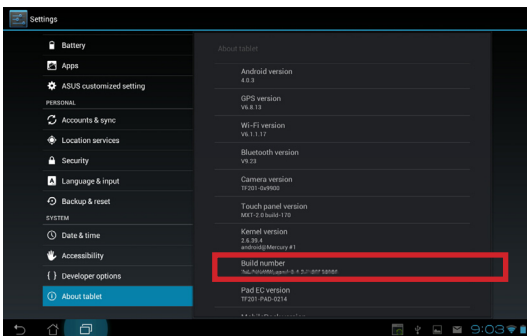 Settings
Battery
Apps
ASUS customized setting
PERSONAL
Accounts & sync
Location services
Security
Language & input
Backup & reset
SYSTEM
Date & time
Accessibility
{ } Developer options
About tablet
About tablet
Android version
4.0.3
GPS version
V6.8.13
Wi-Fi version
V6.1.1.17
Bluetooth version
V9.23
Camera version
TF201-0x9900
Touch panel version
MXT-2.0 build-170
Kernel version
2.6.39.4
android@Mercury #1
Build number
Pad EC version
TF201-PAD-0214
9:03